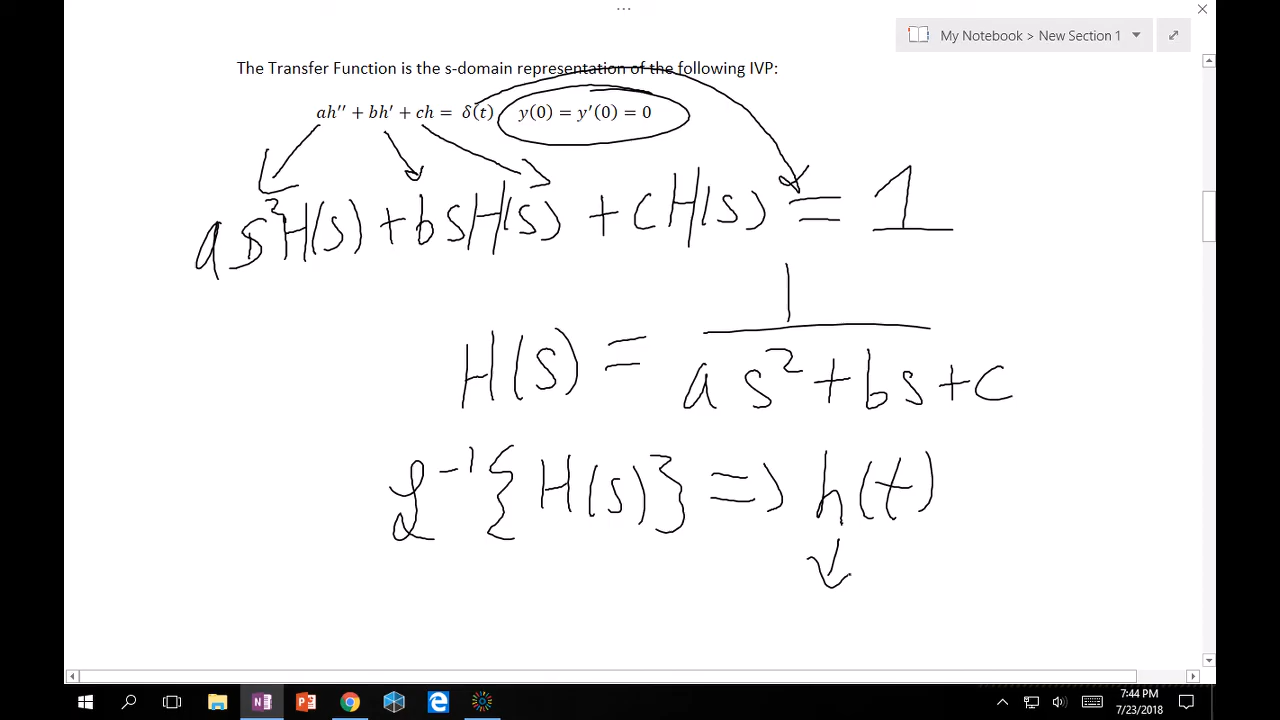 My Notebook > New Section 1
The Transfer Function is the s-domain representation of the following IVP:
ah′′ + bh′ + ch = δ(t) y(0) = y′(0) = 0
as²H(s) + bsH(s) + cH(s) = 1
1
H(s) = as² + bs + c
ℒ⁻¹{H(s)} => h(t)
7:44 PM
7/23/2018